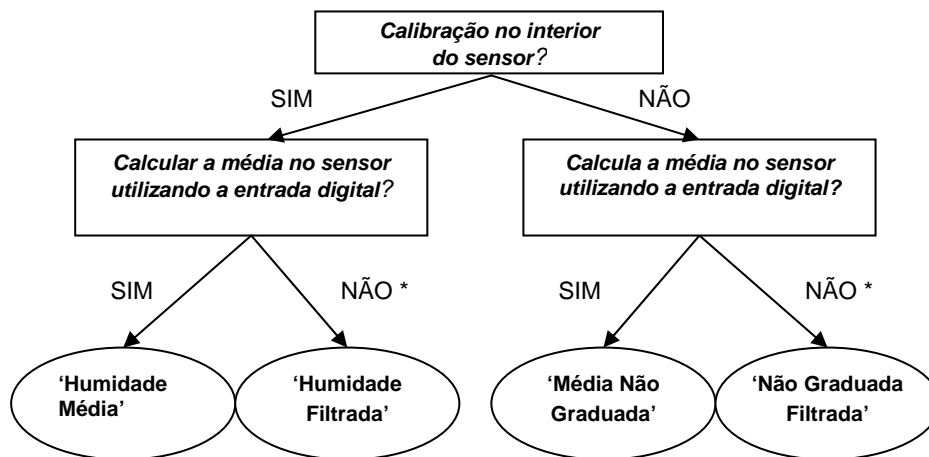 Calibração no interior
do sensor?
SIM
NÃO
Calcular a média no sensor
utilizando a entrada digital?
Calcula a média no sensor
utilizando a entrada digital?
SIM
NÃO *
SIM
NÃO *
‘Humidade
Média’
‘Humidade
Filtrada’
‘Média Não
Graduada’
‘Não Graduada
Filtrada’